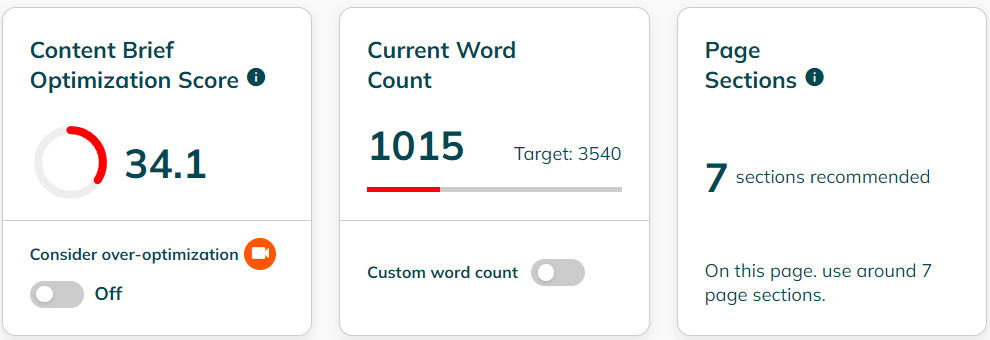 Content Brief
Optimization Score
34.1
Consider over-optimization
Off
Current Word
Count
1015
Target: 3540
Custom word count
Page
Sections
7 sections recommended
On this page. use around 7
page sections.